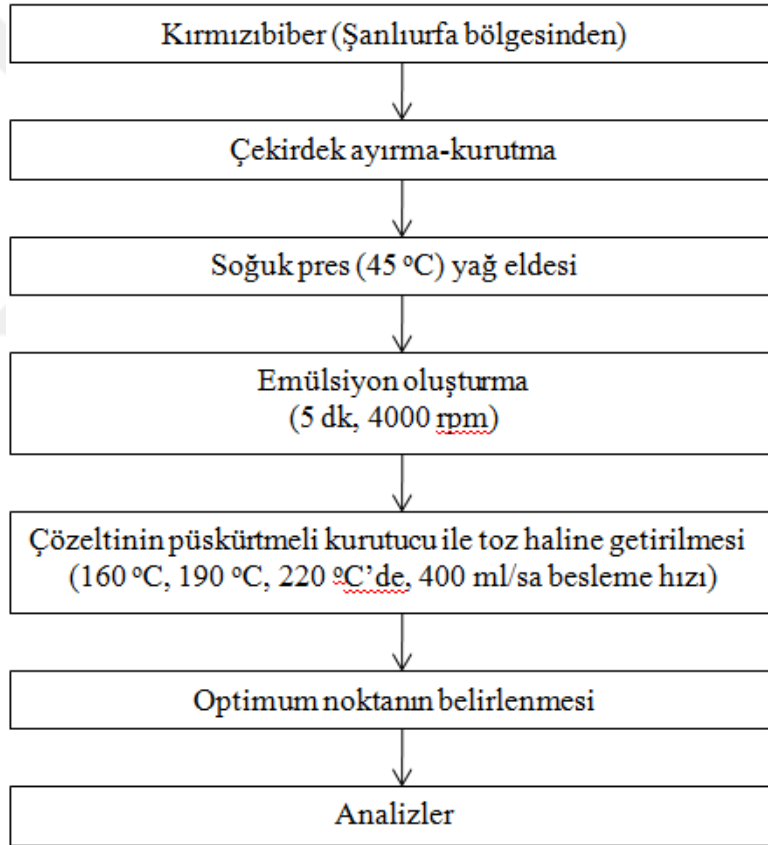 Kırmızıbiber (Şanlıurfa bölgesinden)
Çekirdek ayırma-kurutma
Soğuk pres (45 ᵒC) yağ eldesi
Emülsiyon oluşturma
(5 dk, 4000 rpm)
Çözeltinin püskürtmeli kurutucu ile toz haline getirilmesi
(160 ᵒC, 190 ᵒC, 220 ᵒC’de, 400 ml/sa besleme hızı)
Optimum noktanın belirlenmesi
Analizler